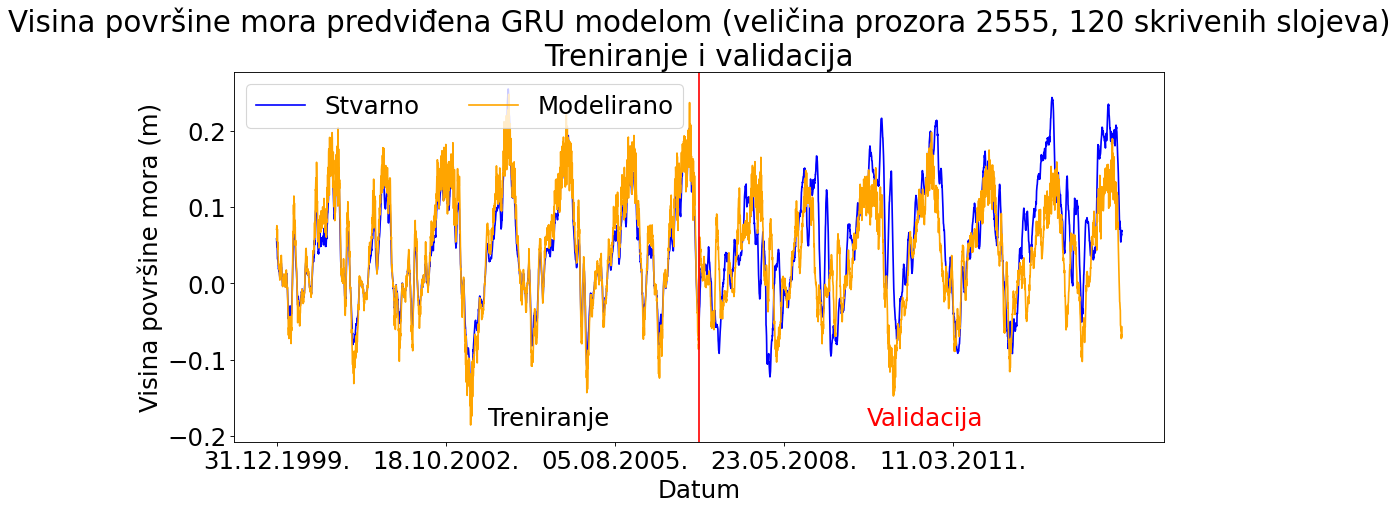 Visina površine mora predviđena GRU modelom (veličina prozora 2555, 120 skrivenih slojeva)
Treniranje i validacija
Stvarno
Modelirano
Visina površine mora (m)
0.2
0.1
0.0
−0.1
−0.2
Treniranje
Validacija
31.12.1999.
18.10.2002.
05.08.2005.
23.05.2008.
11.03.2011.
Datum